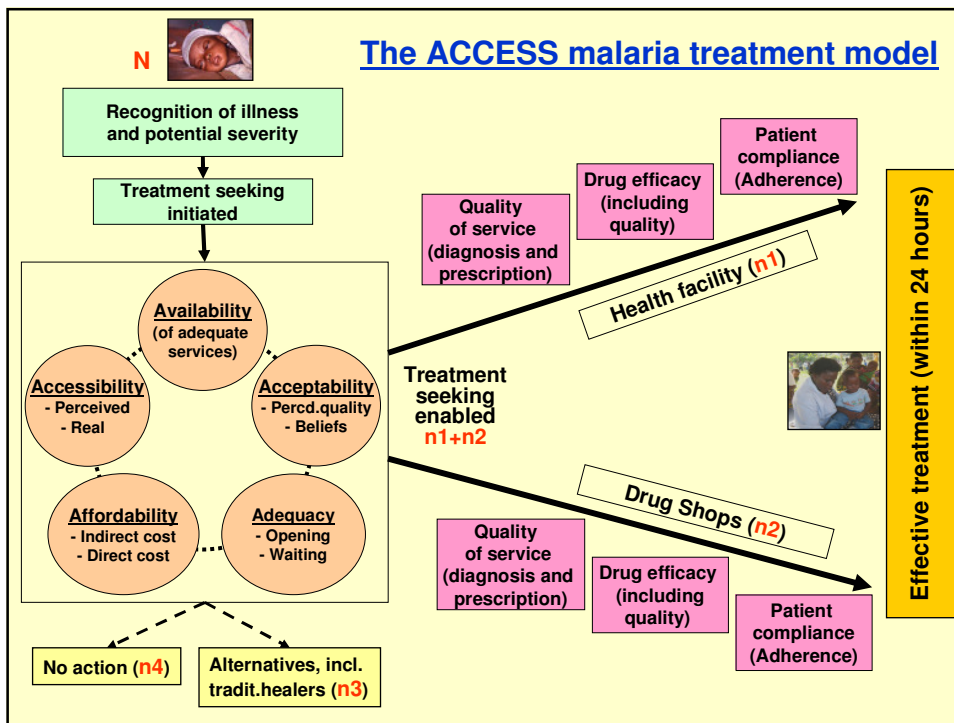 The ACCESS malaria treatment model
N
Recognition of illness
and potential severity
Treatment seeking
initiated
Availability
(of adequate
services)
Accessibility
- Perceived
- Real
Acceptability
- Percd.quality
- Beliefs
Affordability
- Indirect cost
- Direct cost
Adequacy
- Opening
- Waiting
No action (n4)
Alternatives, incl.
tradit.healers (n3)
Treatment
seeking
enabled
n1+n2
Quality
of service
(diagnosis and
prescription)
Drug efficacy
(including
quality)
Patient
compliance
(Adherence)
Health facility (n1)
Drug Shops (n2)
Quality
of service
(diagnosis and
prescription)
Drug efficacy
(including
quality)
Patient
compliance
(Adherence)
Effective treatment (within 24 hours)